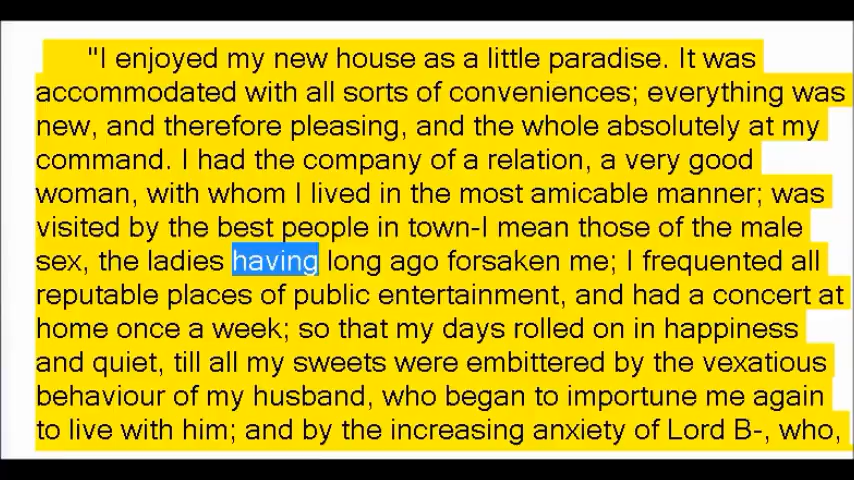 "I enjoyed my new house as a little paradise. It was
accommodated with all sorts of conveniences; everything was
new, and therefore pleasing, and the whole absolutely at my
command. I had the company of a relation, a very good
woman, with whom I lived in the most amicable manner; was
visited by the best people in town-I mean those of the male
sex, the ladies having long ago forsaken me; I frequented all
reputable places of public entertainment, and had a concert at
home once a week; so that my days rolled on in happiness
and quiet, till all my sweets were embittered by the vexatious
behaviour of my husband, who began to importune me again
to live with him; and by the increasing anxiety of Lord B-, who,